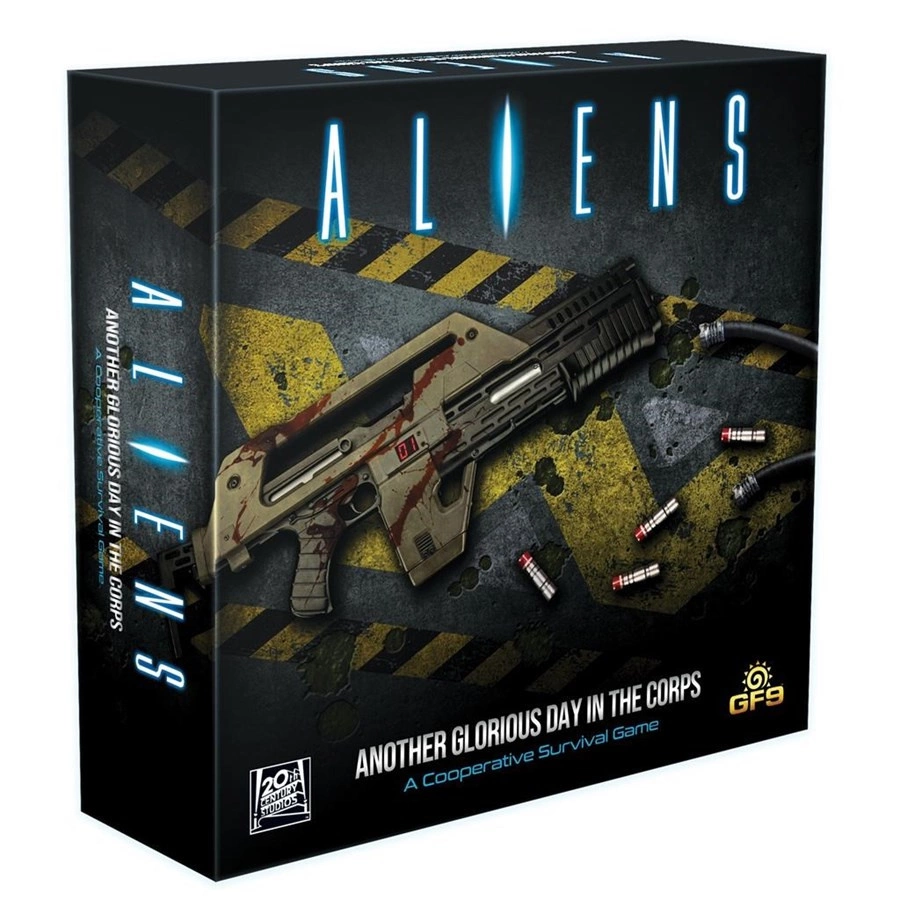 ALIENS
ANOTHER GLORIOUS DAY IN THE CORPS
A Cooperative Survival Game
GF9
20th
CENTURY
STUDIOS
ALIENS
ANOTHER GLORIOUS DAY IN THE CORPS
A Cooperative Survival Game